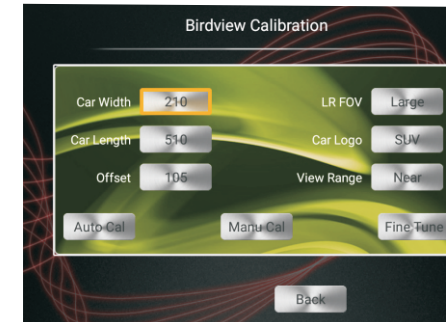 Birdview Calibration
Car Width 210 LR FOV Large
Car Length 510 Car Logo SUV
Offset 105 View Range Near
Auto Cal Manu Cal Fine Tune
Back